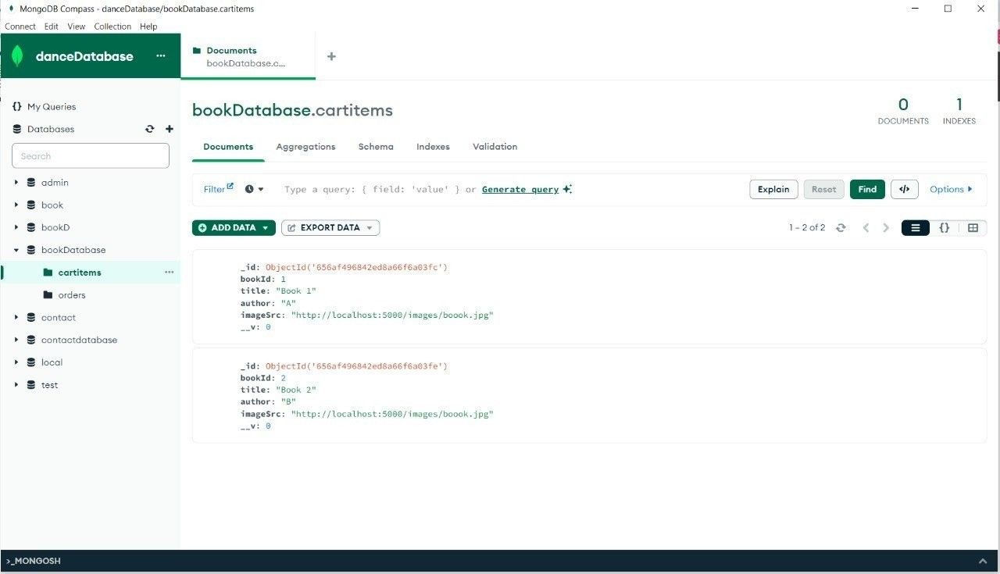 MongoDB Compass - danceDatabase/bookDatabase.cartitems
Connect Edit View Collection Help
danceDatabase ...
Documents
bookDatabase.c...
+
{} My Queries
Databases
Search
admin
book
bookD
bookDatabase
cartitems ...
orders
contact
contactdatabase
local
test
bookDatabase.cartitems
0 DOCUMENTS
1 INDEXES
Documents Aggregations Schema Indexes Validation
Filter Type a query: { field: 'value' } or Generate query Explain Reset Find </> Options
ADD DATA EXPORT DATA 1 – 2 of 2 {}
_id: ObjectId('656af496842ed8a66f6a03fc')
bookId: 1
title: "Book 1"
author: "A"
imageSrc: "http://localhost:5000/images/boook.jpg"
__v: 0
_id: ObjectId('656af496842ed8a66f6a03fe')
bookId: 2
title: "Book 2"
author: "B"
imageSrc: "http://localhost:5000/images/boook.jpg"
__v: 0
>_MONGOSH